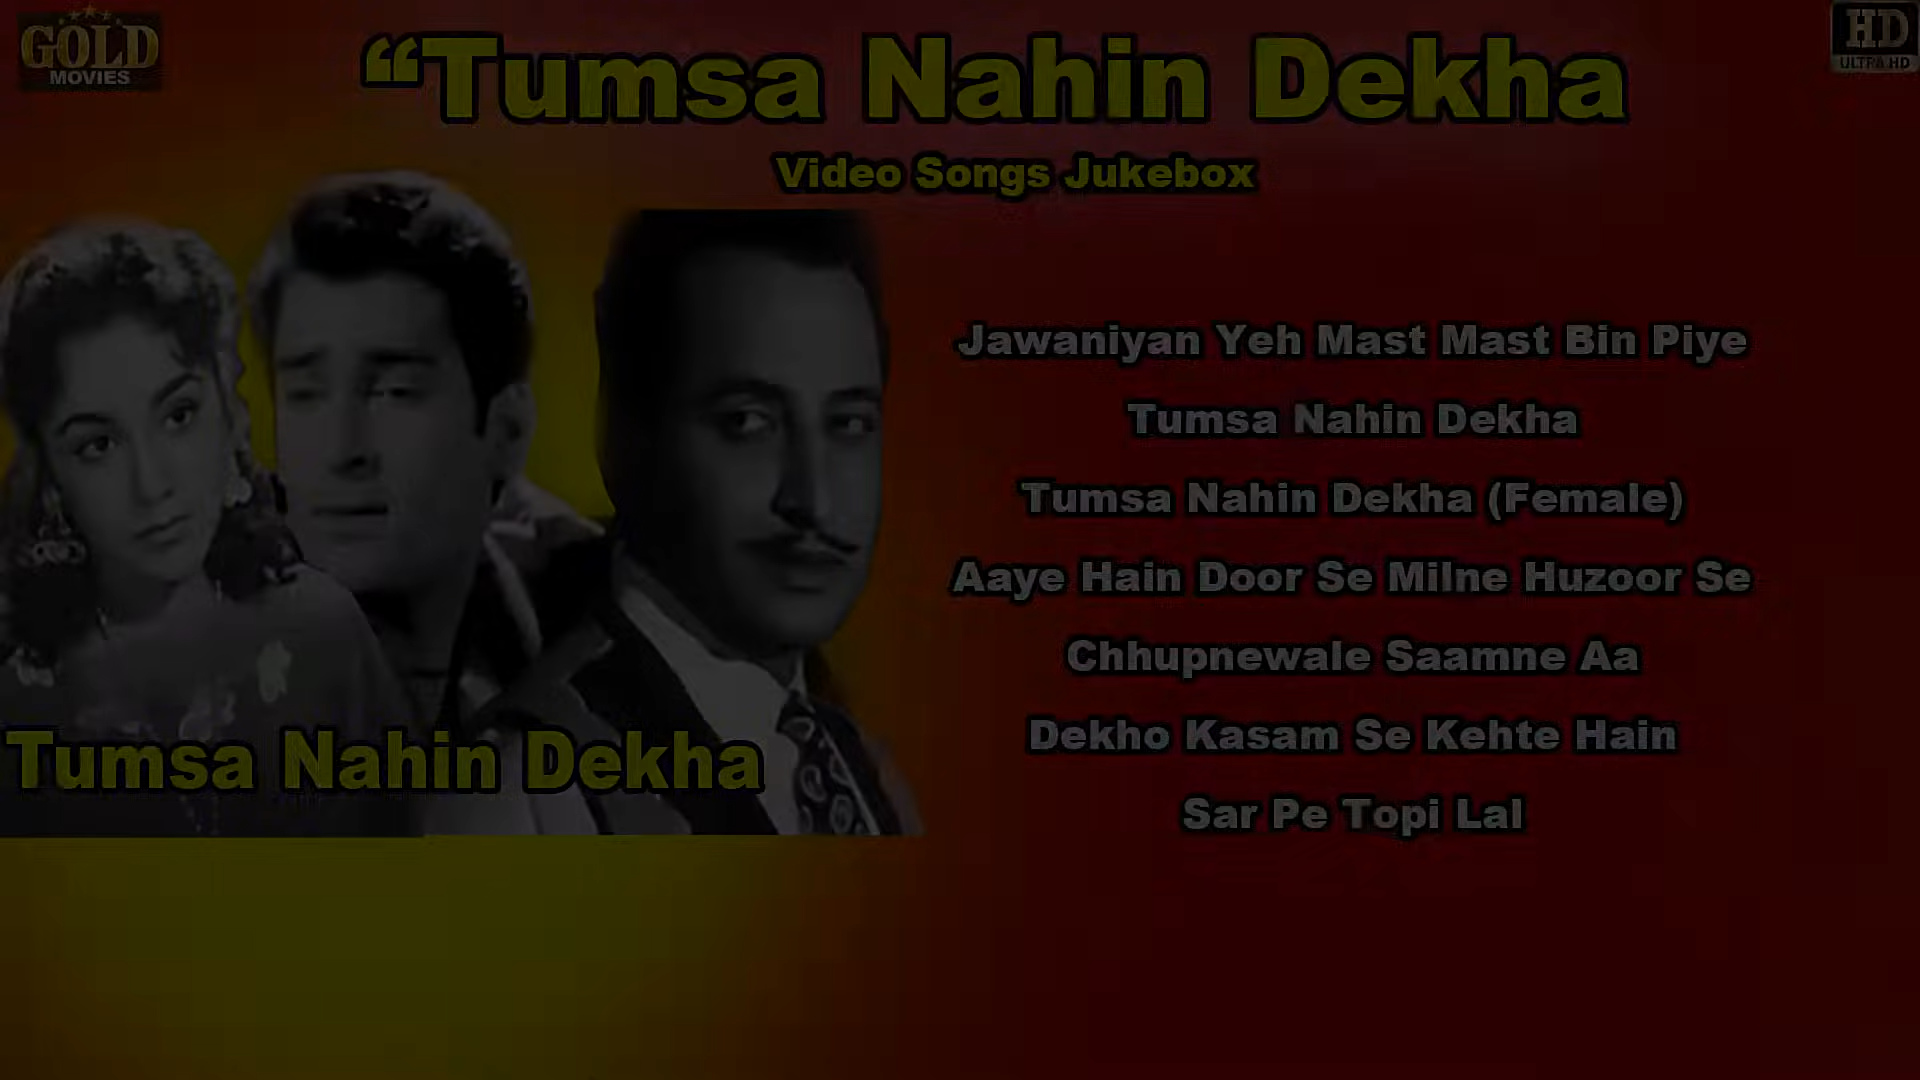 GOLD
MOVIES
HD
ULTRA HD
“Tumsa Nahin Dekha
Video Songs Jukebox
Jawaniyan Yeh Mast Mast Bin Piye
Tumsa Nahin Dekha
Tumsa Nahin Dekha (Female)
Aaye Hain Door Se Milne Huzoor Se
Chhupnewale Saamne Aa
Dekho Kasam Se Kehte Hain
Sar Pe Topi Lal
Tumsa Nahin Dekha